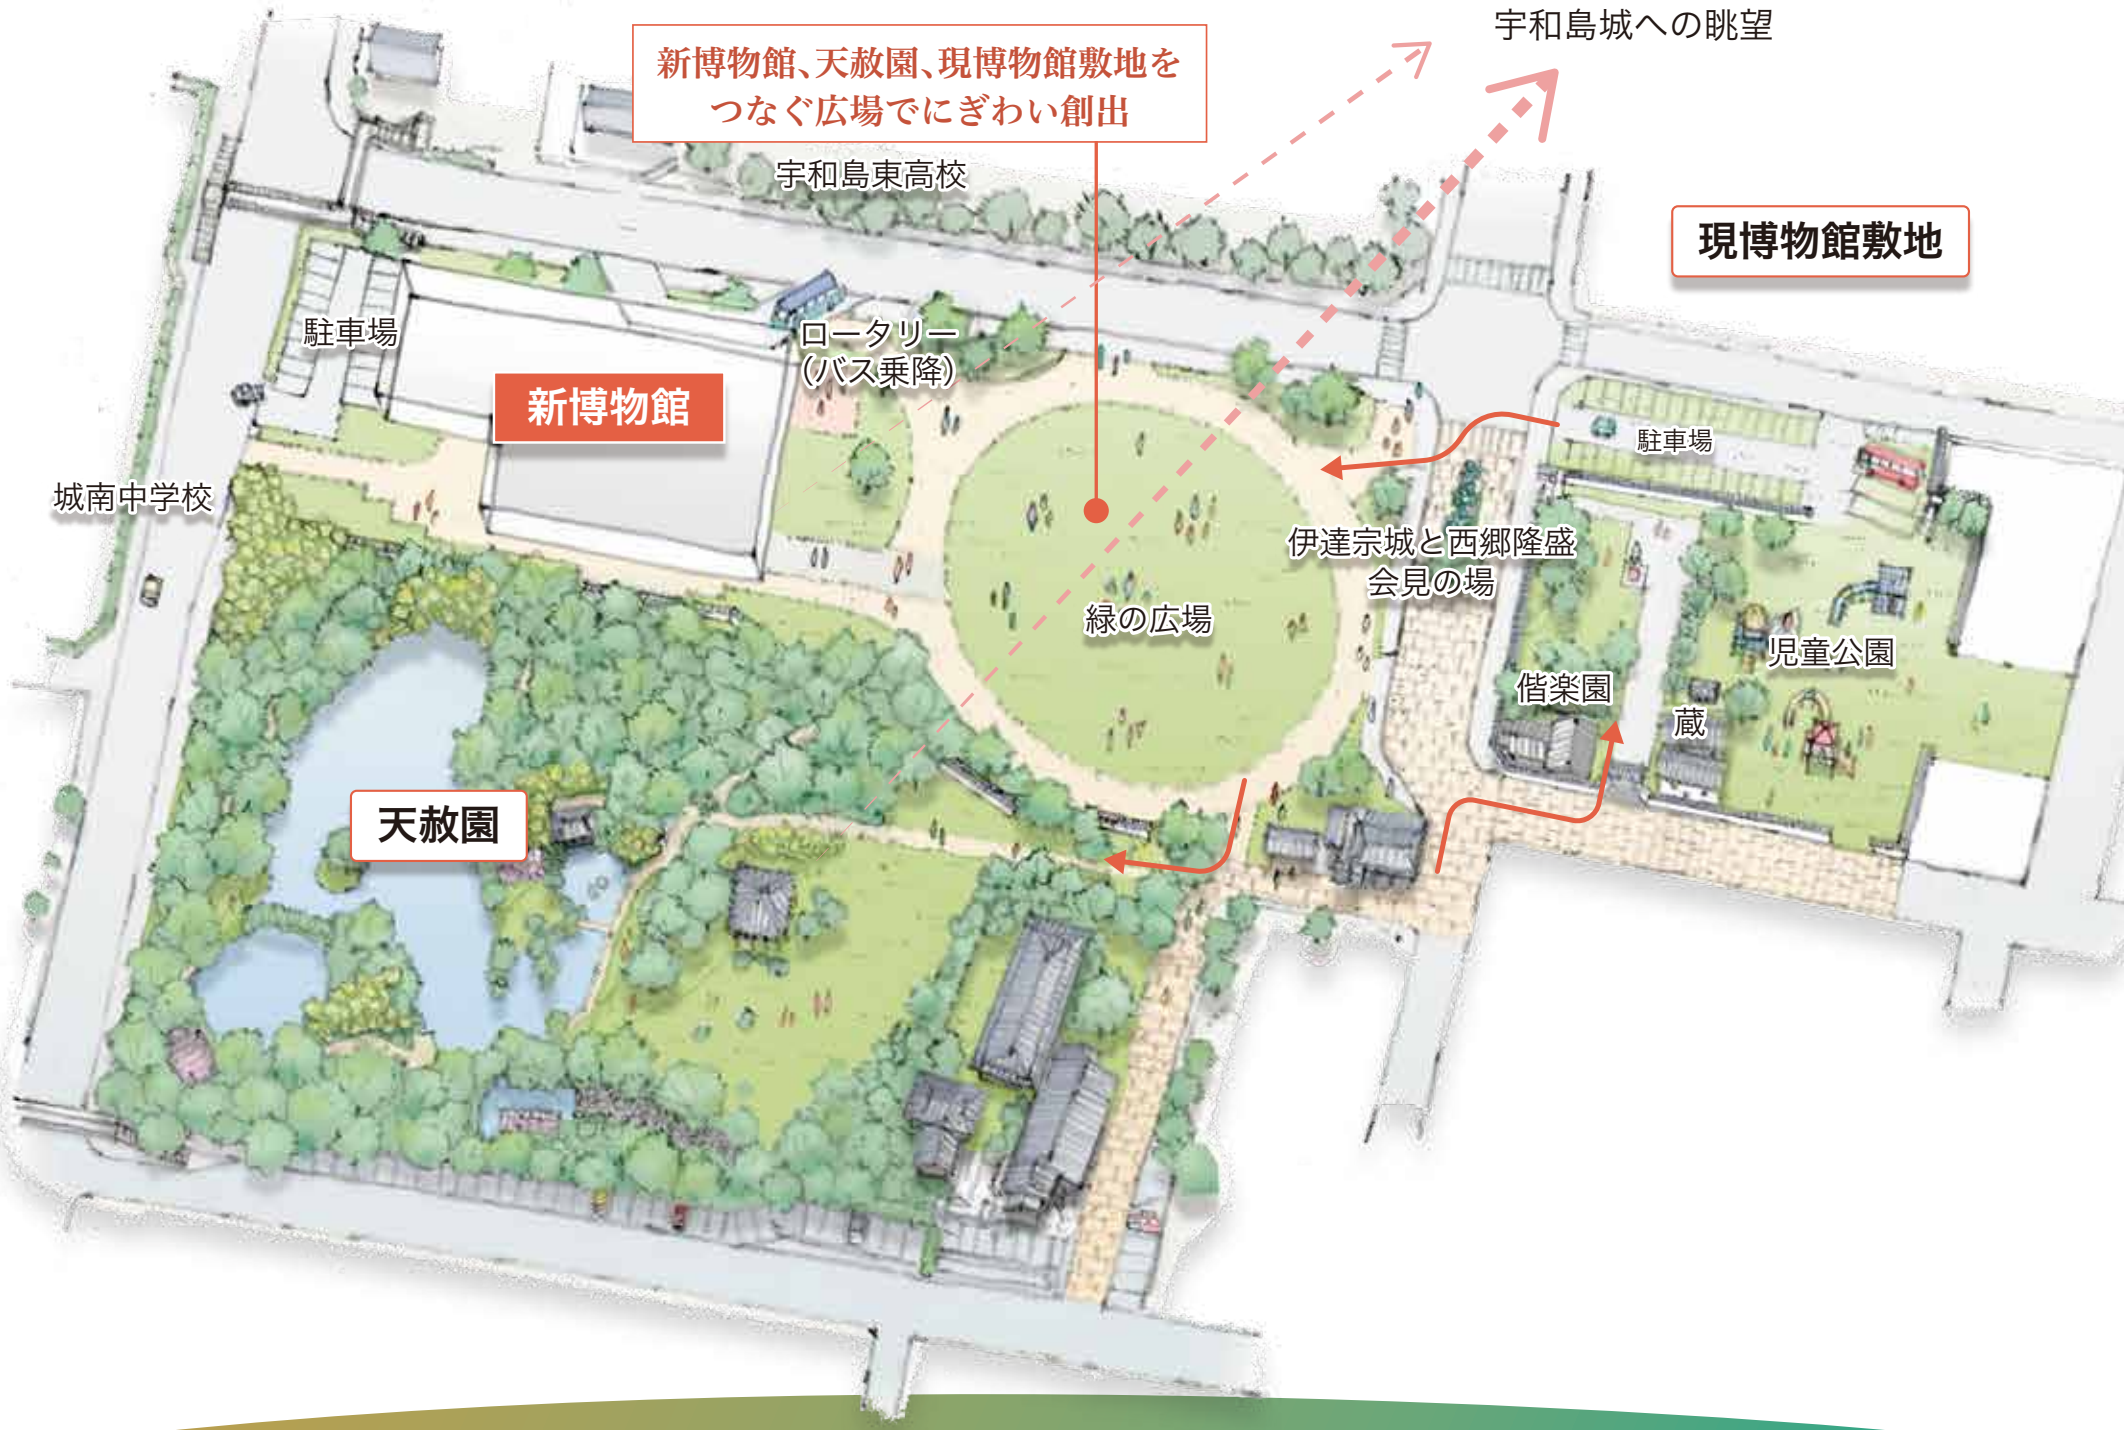 宇和島城への眺望
新博物館、天赦園、現博物館敷地を
つなぐ広場でにぎわい創出
宇和島東高校
現博物館敷地
駐車場
ロータリー
（バス乗降）
新博物館
駐車場
城南中学校
伊達宗城と西郷隆盛
会見の場
緑の広場
児童公園
偕楽園
蔵
天赦園